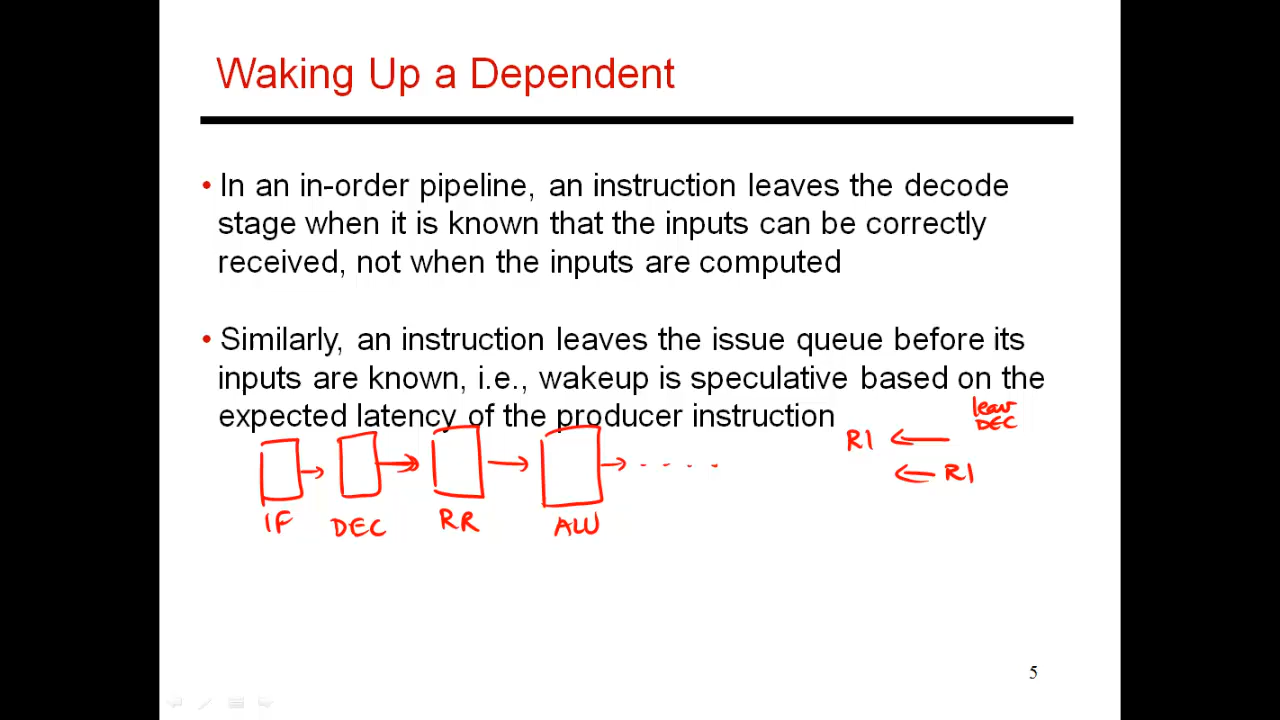 Waking Up a Dependent
• In an in-order pipeline, an instruction leaves the decode
stage when it is known that the inputs can be correctly
received, not when the inputs are computed
• Similarly, an instruction leaves the issue queue before its
inputs are known, i.e., wakeup is speculative based on the
expected latency of the producer instruction
leav
DEC
R1 ←
← R1
IF DEC RR ALU
5